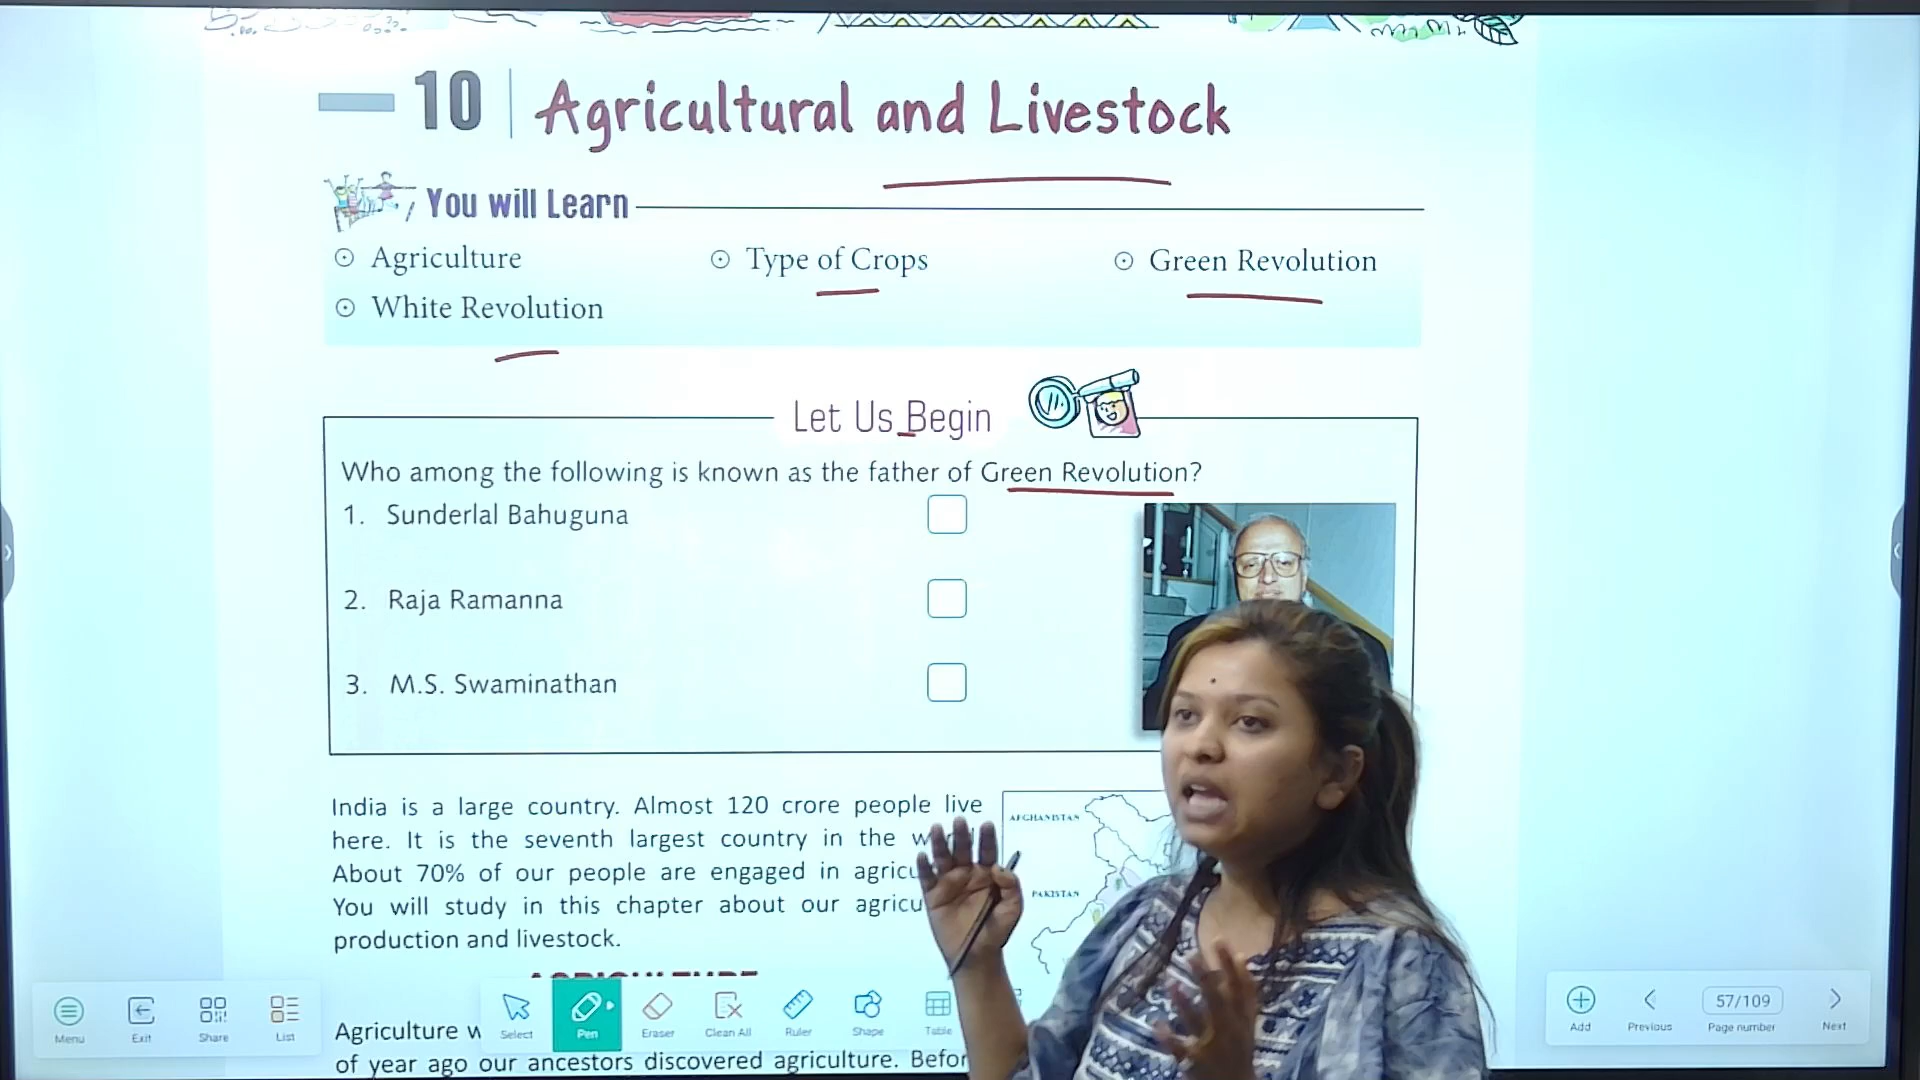 10 Agricultural and Livestock
You will Learn
Agriculture
Type of Crops
Green Revolution
White Revolution
Let Us Begin
Who among the following is known as the father of Green Revolution?
1. Sunderlal Bahuguna
2. Raja Ramanna
3. M.S. Swaminathan
India is a large country. Almost 120 crore people live
here. It is the seventh largest country in the
About 70% of our people are engaged in
You will study in this chapter about our
production and livestock.
AFGHANISTAN
PAKISTAN
AGRICULTURE
Agriculture
of year ago our ancestors discovered agriculture.
Menu
Exit
Share
List
Select
Pen
Eraser
Clean All
Ruler
Shape
Table
Add
Previous
57/109
Page number
Next